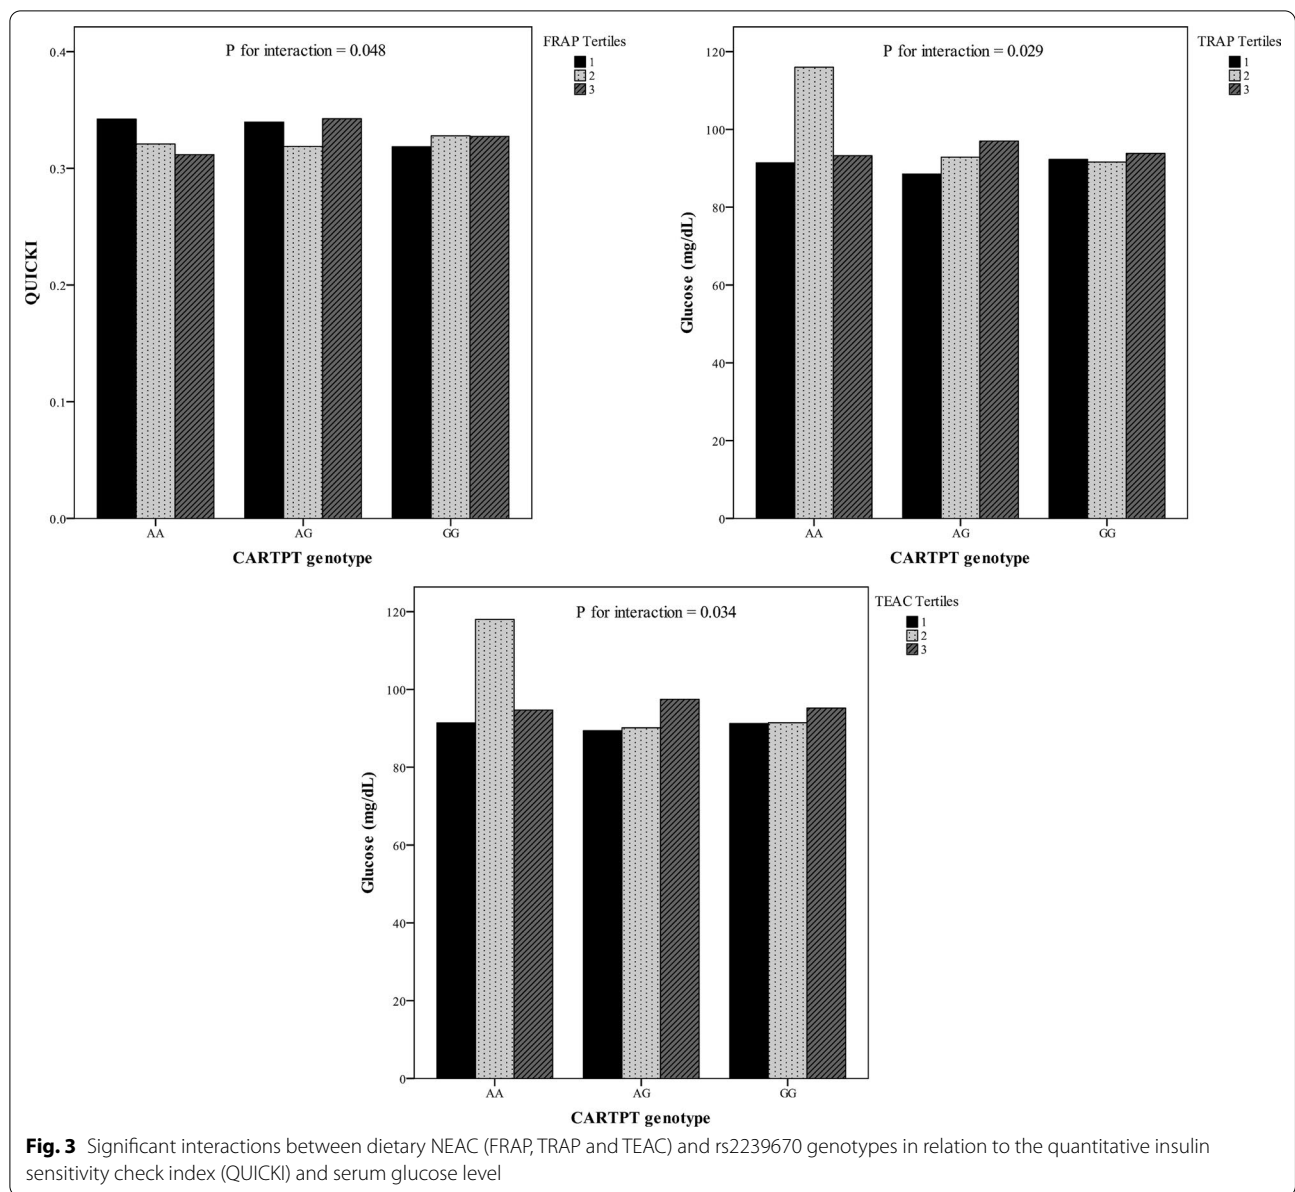 P for interaction = 0.048
FRAP Tertiles
1
2
3
0.4
0.3
0.2
0.1
0.0
QUICKI
AA
AG
GG
CARTPT genotype
P for interaction = 0.029
TRAP Tertiles
1
2
3
120
100
80
60
40
20
0
Glucose (mg/dL)
AA
AG
GG
CARTPT genotype
P for interaction = 0.034
TEAC Tertiles
1
2
3
120
100
80
60
40
20
0
Glucose (mg/dL)
AA
AG
GG
CARTPT genotype
Fig. 3 Significant interactions between dietary NEAC (FRAP, TRAP and TEAC) and rs2239670 genotypes in relation to the quantitative insulin
sensitivity check index (QUICKI) and serum glucose level